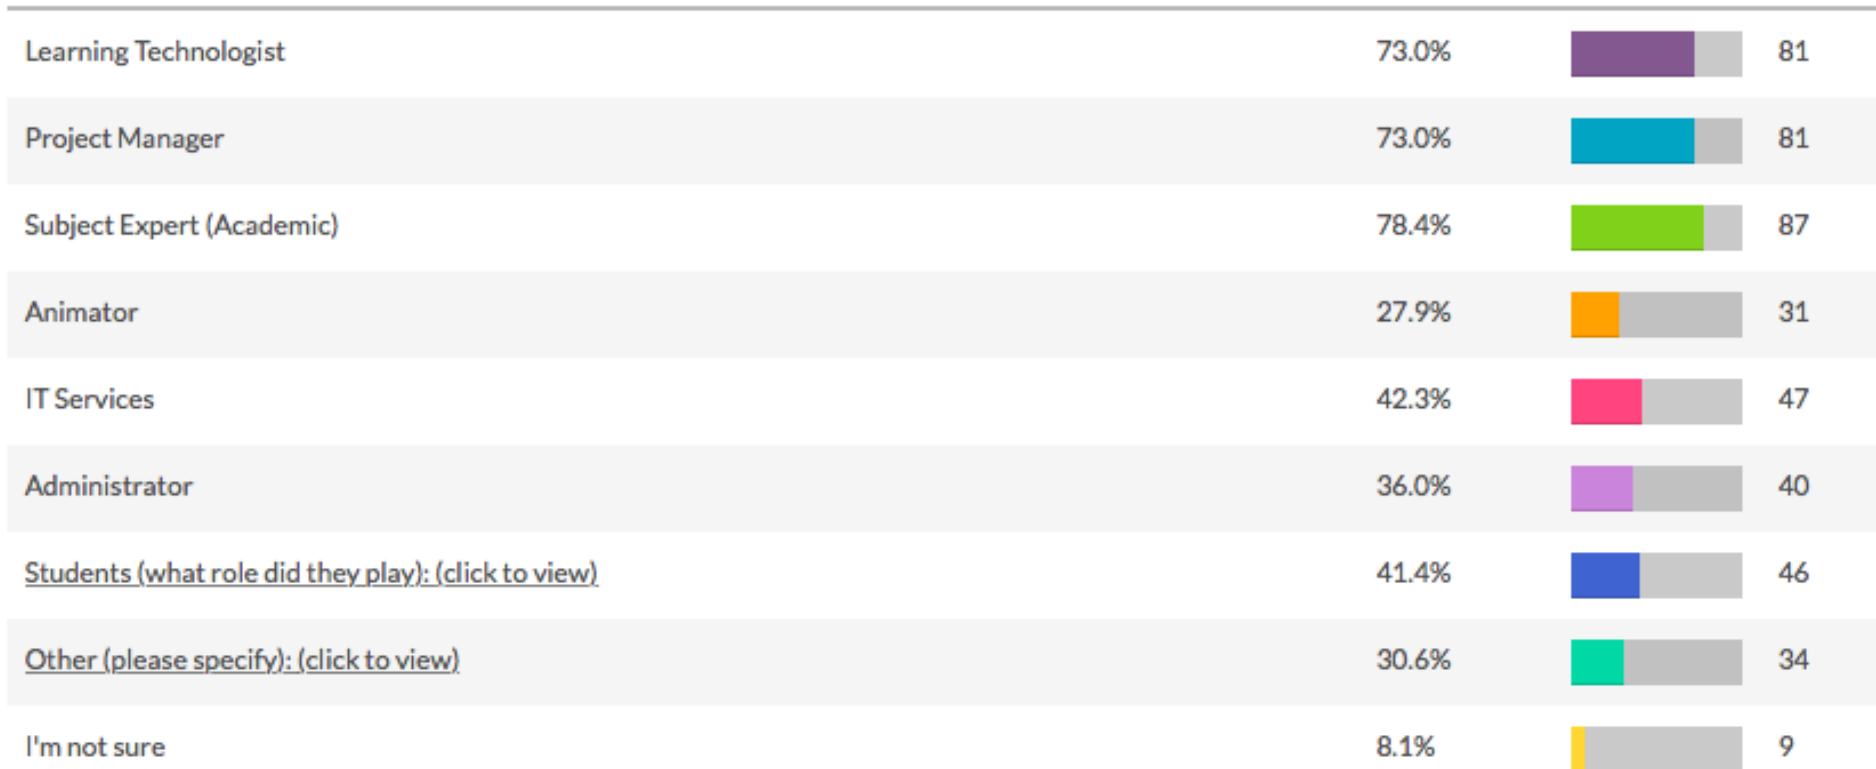 Learning Technologist 73.0% 81
Project Manager 73.0% 81
Subject Expert (Academic) 78.4% 87
Animator 27.9% 31
IT Services 42.3% 47
Administrator 36.0% 40
Students (what role did they play): (click to view) 41.4% 46
Other (please specify): (click to view) 30.6% 34
I'm not sure 8.1% 9